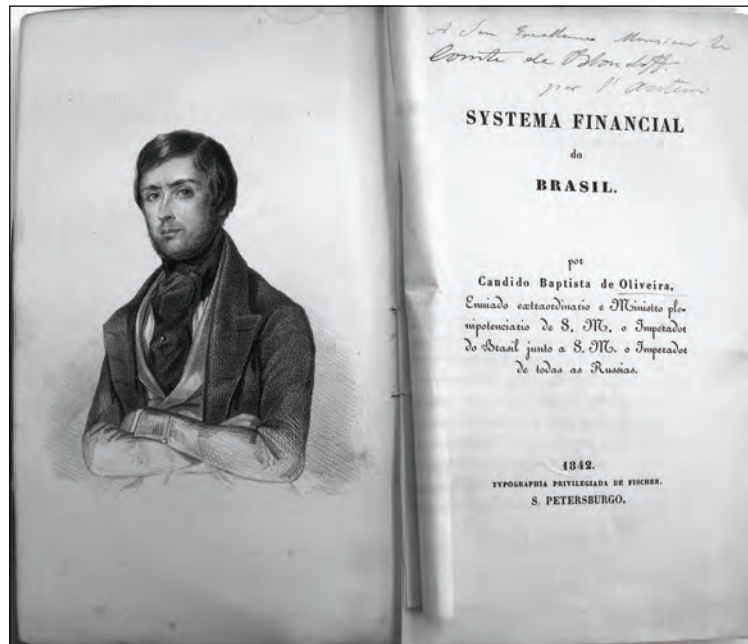 A Son Excellence Monsieur le
Comte de Bloudoff.
par l'auteur
SYSTEMA FINANCIAL
do
BRASIL.
por
Candido Baptista de Oliveira,
Enviado extraordinario e Ministro ple-
nipotenciario de S. M. o Imperador
do Brasil junto a S. M. o Imperador
de todas as Russias.
1842.
TYPOGRAPHIA PRIVILEGIADA DE FISCHER.
S. PETERSBURGO.